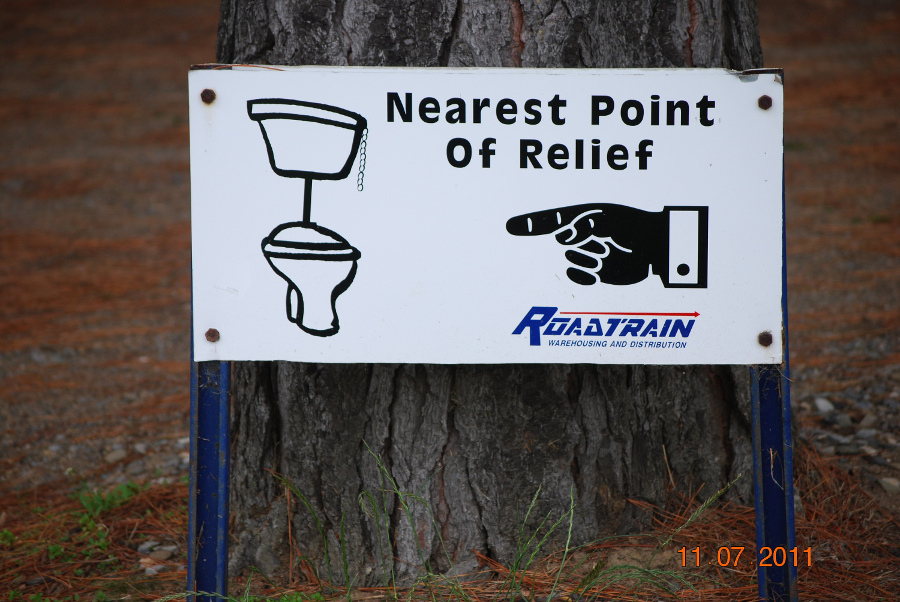 Nearest Point
Of Relief
ROADTRAIN
WAREHOUSING AND DISTRIBUTION
11 07 2011